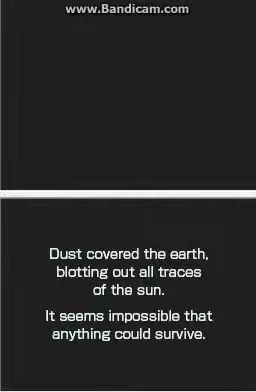 www.Bandicam.com
Dust covered the earth,
blotting out all traces
of the sun.
It seems impossible that
anything could survive.